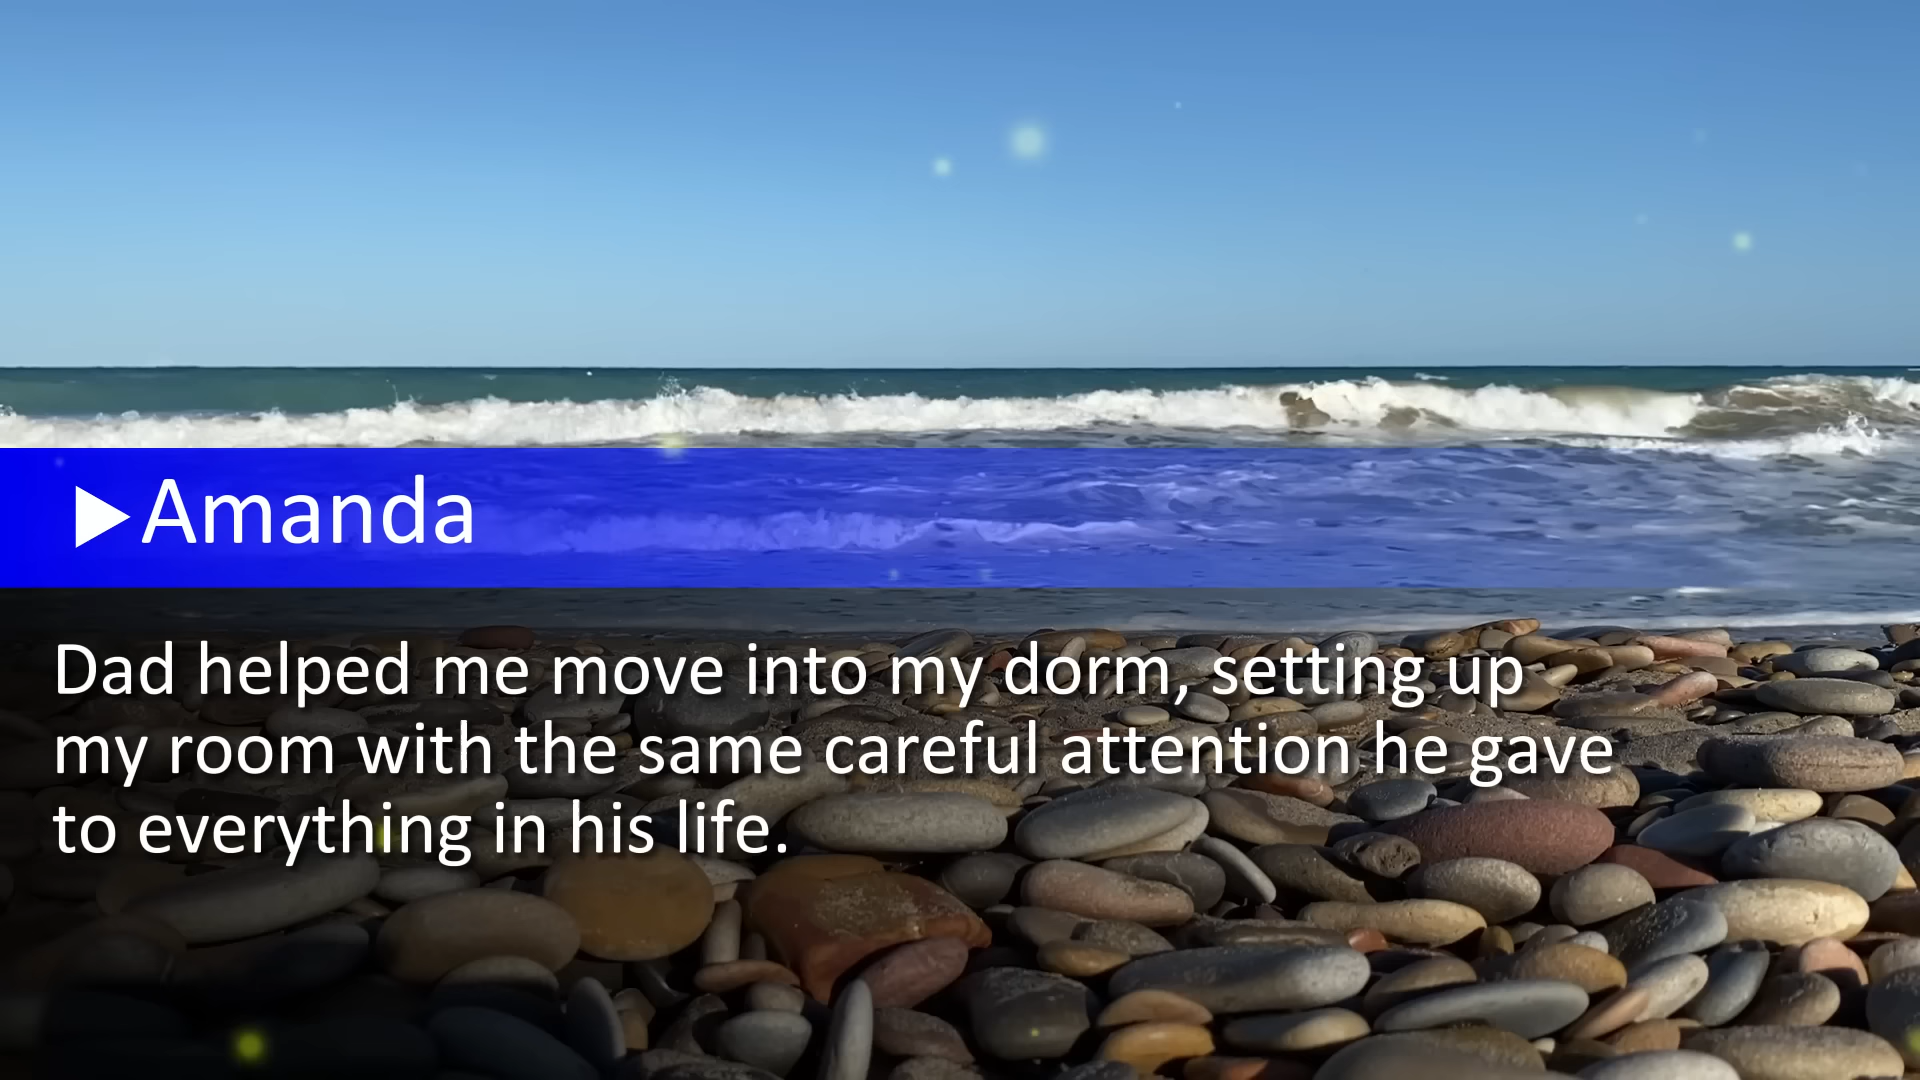 ▶Amanda
Dad helped me move into my dorm, setting up
my room with the same careful attention he gave
to everything in his life.